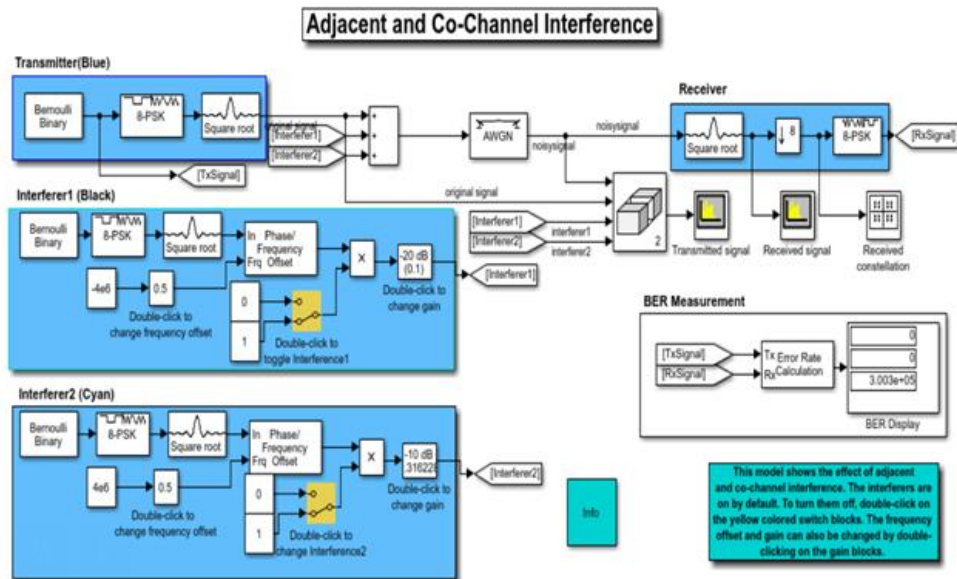 Adjacent and Co-Channel Interference
Transmitter(Blue)
Bernoulli
Binary
8-PSK
Square root
original signal
[Interferer1]
[Interferer2]
[TxSignal]
AWGN
noisysignal
noisysignal
Receiver
Square root
8
8-PSK
[RxSignal]
original signal
[Interferer1]
interferer1
[Interferer2]
interferer2
2
Transmitted signal
Received signal
Received
constellation
Interferer1 (Black)
Bernoulli
Binary
8-PSK
Square root
In Phase/
Frequency
Frq Offset
X
-20 dB
(0.1)
Double-click to
change gain
[Interferer1]
-4e6
0.5
Double-click to
change frequency offset
0
1
Double-click to
toggle Interference1
BER Measurement
[TxSignal]
[RxSignal]
Tx
Rx
Error Rate
Calculation
0
0
3.003e+05
BER Display
Interferer2 (Cyan)
Bernoulli
Binary
8-PSK
Square root
In Phase/
Frequency
Frq Offset
X
-10 dB
.316228
Double-click to
change gain
[Interferer2]
4e6
0.5
Double-click to
change frequency offset
0
1
Double-click to
change Interference2
Info
This model shows the effect of adjacent
and co-channel interference. The interferers are
on by default. To turn them off, double-click on
the yellow colored switch blocks. The frequency
offset and gain can also be changed by double-
clicking on the gain blocks.